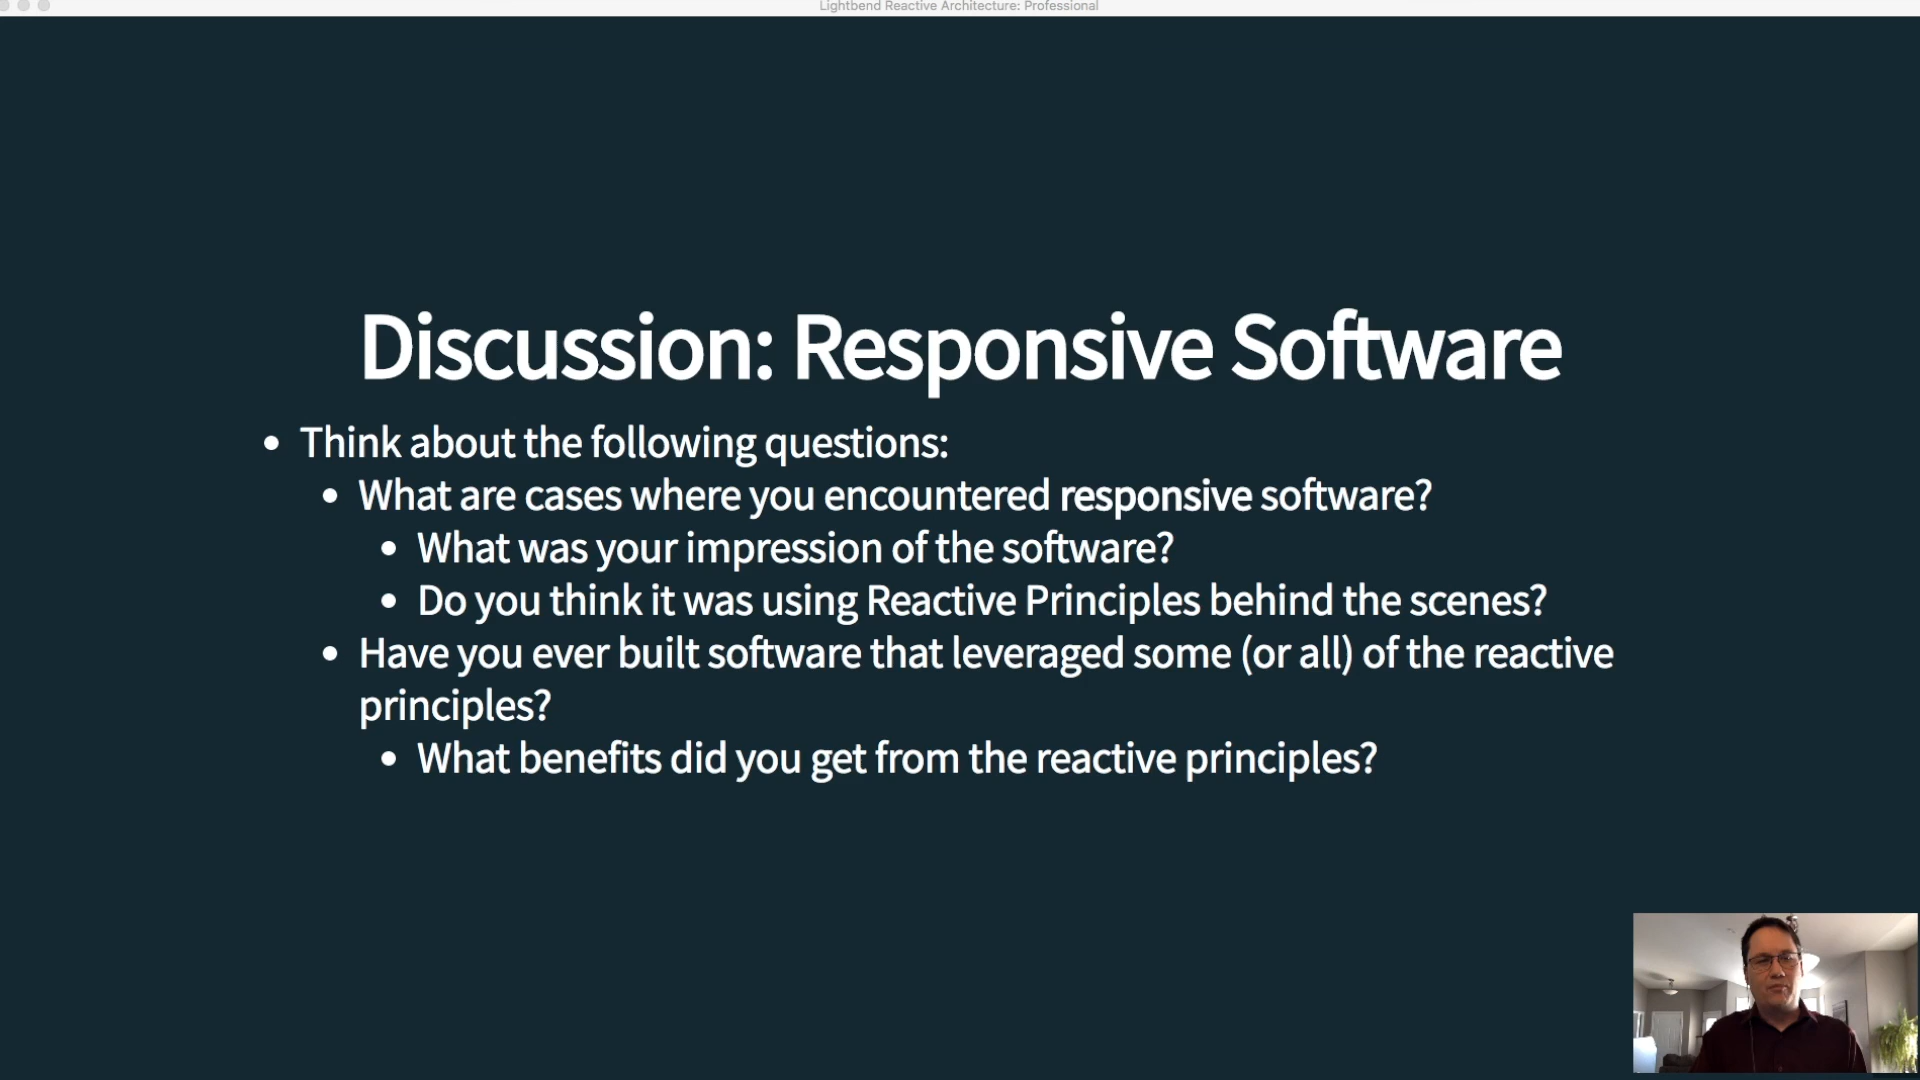 Lightbend Reactive Architecture: Professional
Discussion: Responsive Software
Think about the following questions:
What are cases where you encountered responsive software?
What was your impression of the software?
Do you think it was using Reactive Principles behind the scenes?
Have you ever built software that leveraged some (or all) of the reactive
principles?
What benefits did you get from the reactive principles?